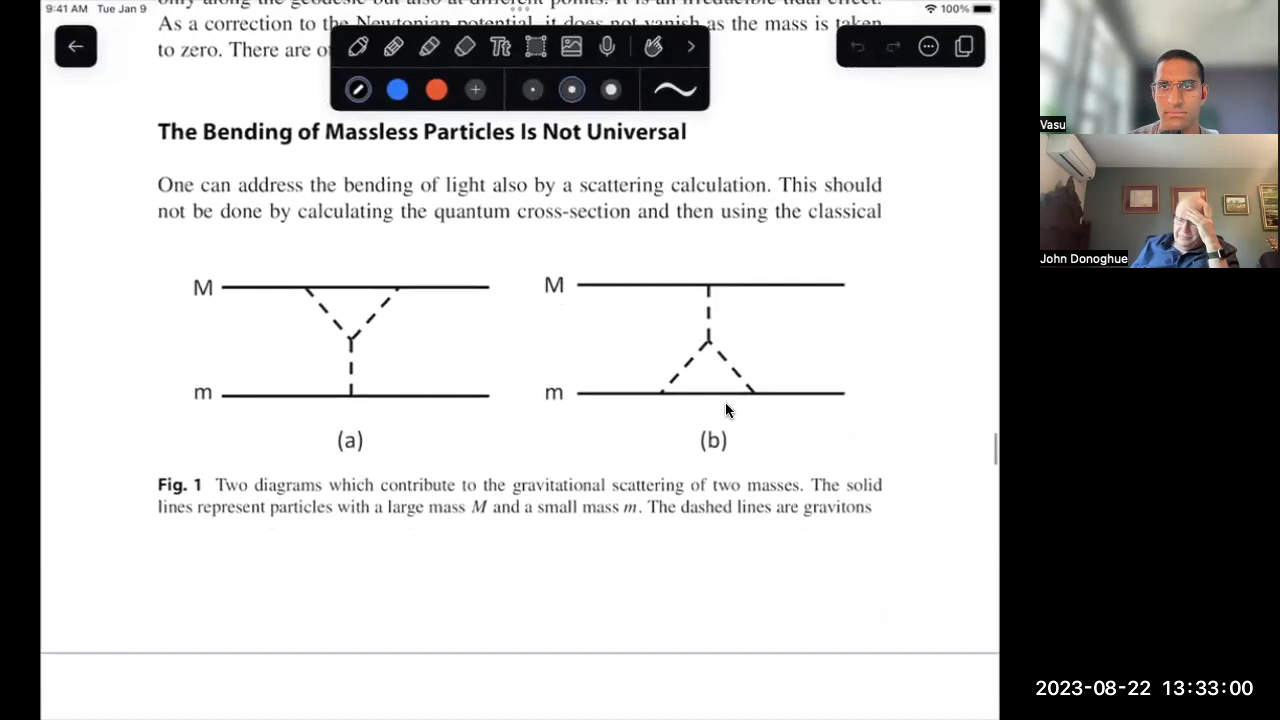 9:41 AM Tue Jan 9
100%
As a correction to the Newtonian potential, it does not vanish as the mass is taken
to zero. There are o
Tt
The Bending of Massless Particles Is Not Universal
One can address the bending of light also by a scattering calculation. This should
not be done by calculating the quantum cross-section and then using the classical
M
M
m
m
(a)
(b)
Fig. 1 Two diagrams which contribute to the gravitational scattering of two masses. The solid
lines represent particles with a large mass M and a small mass m. The dashed lines are gravitons
Vasu
John Donoghue
2023-08-22 13:33:00